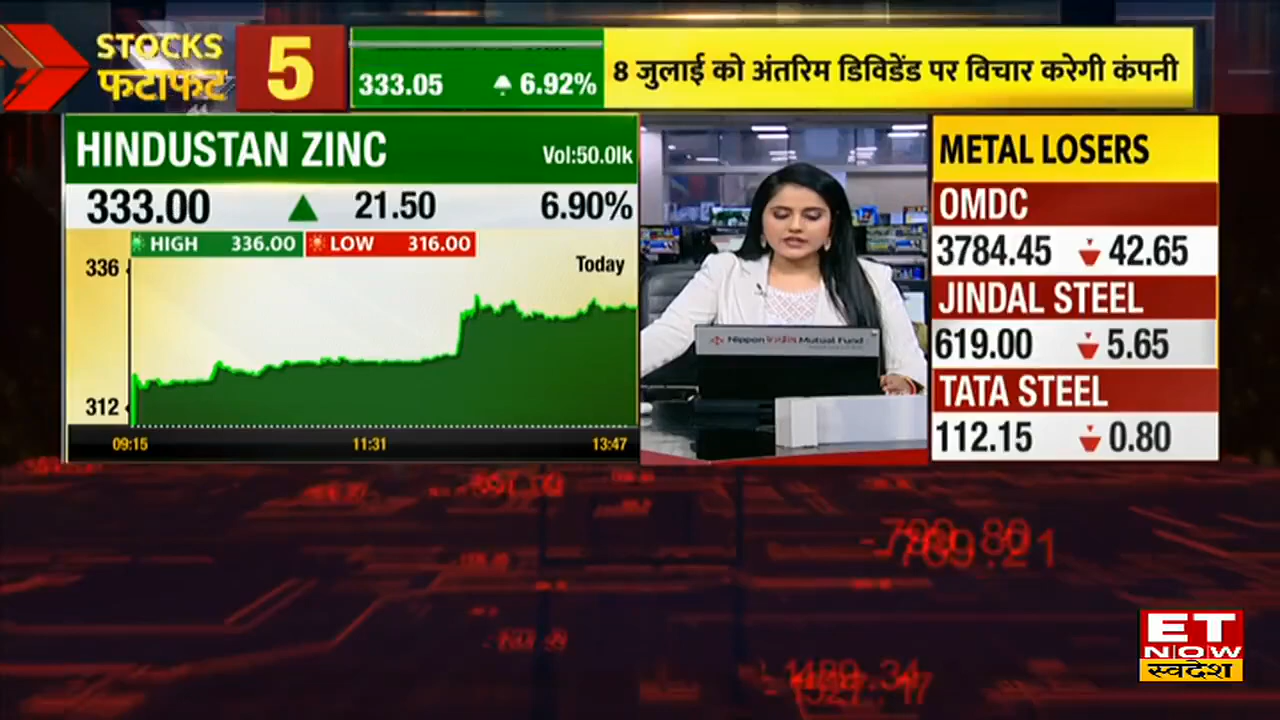 STOCKS
फटाफट
5
333.05 6.92%
8 जुलाई को अंतरिम डिविडेंड पर विचार करेगी कंपनी
HINDUSTAN ZINC
Vol:50.0lk
333.00 21.50 6.90%
HIGH 336.00 LOW 316.00
336
Today
312
09:15 11:31 13:47
Nippon India Mutual Fund
METAL LOSERS
OMDC
3784.45 42.65
JINDAL STEEL
619.00 5.65
TATA STEEL
112.15 0.80
ET
NOW
स्वदेश